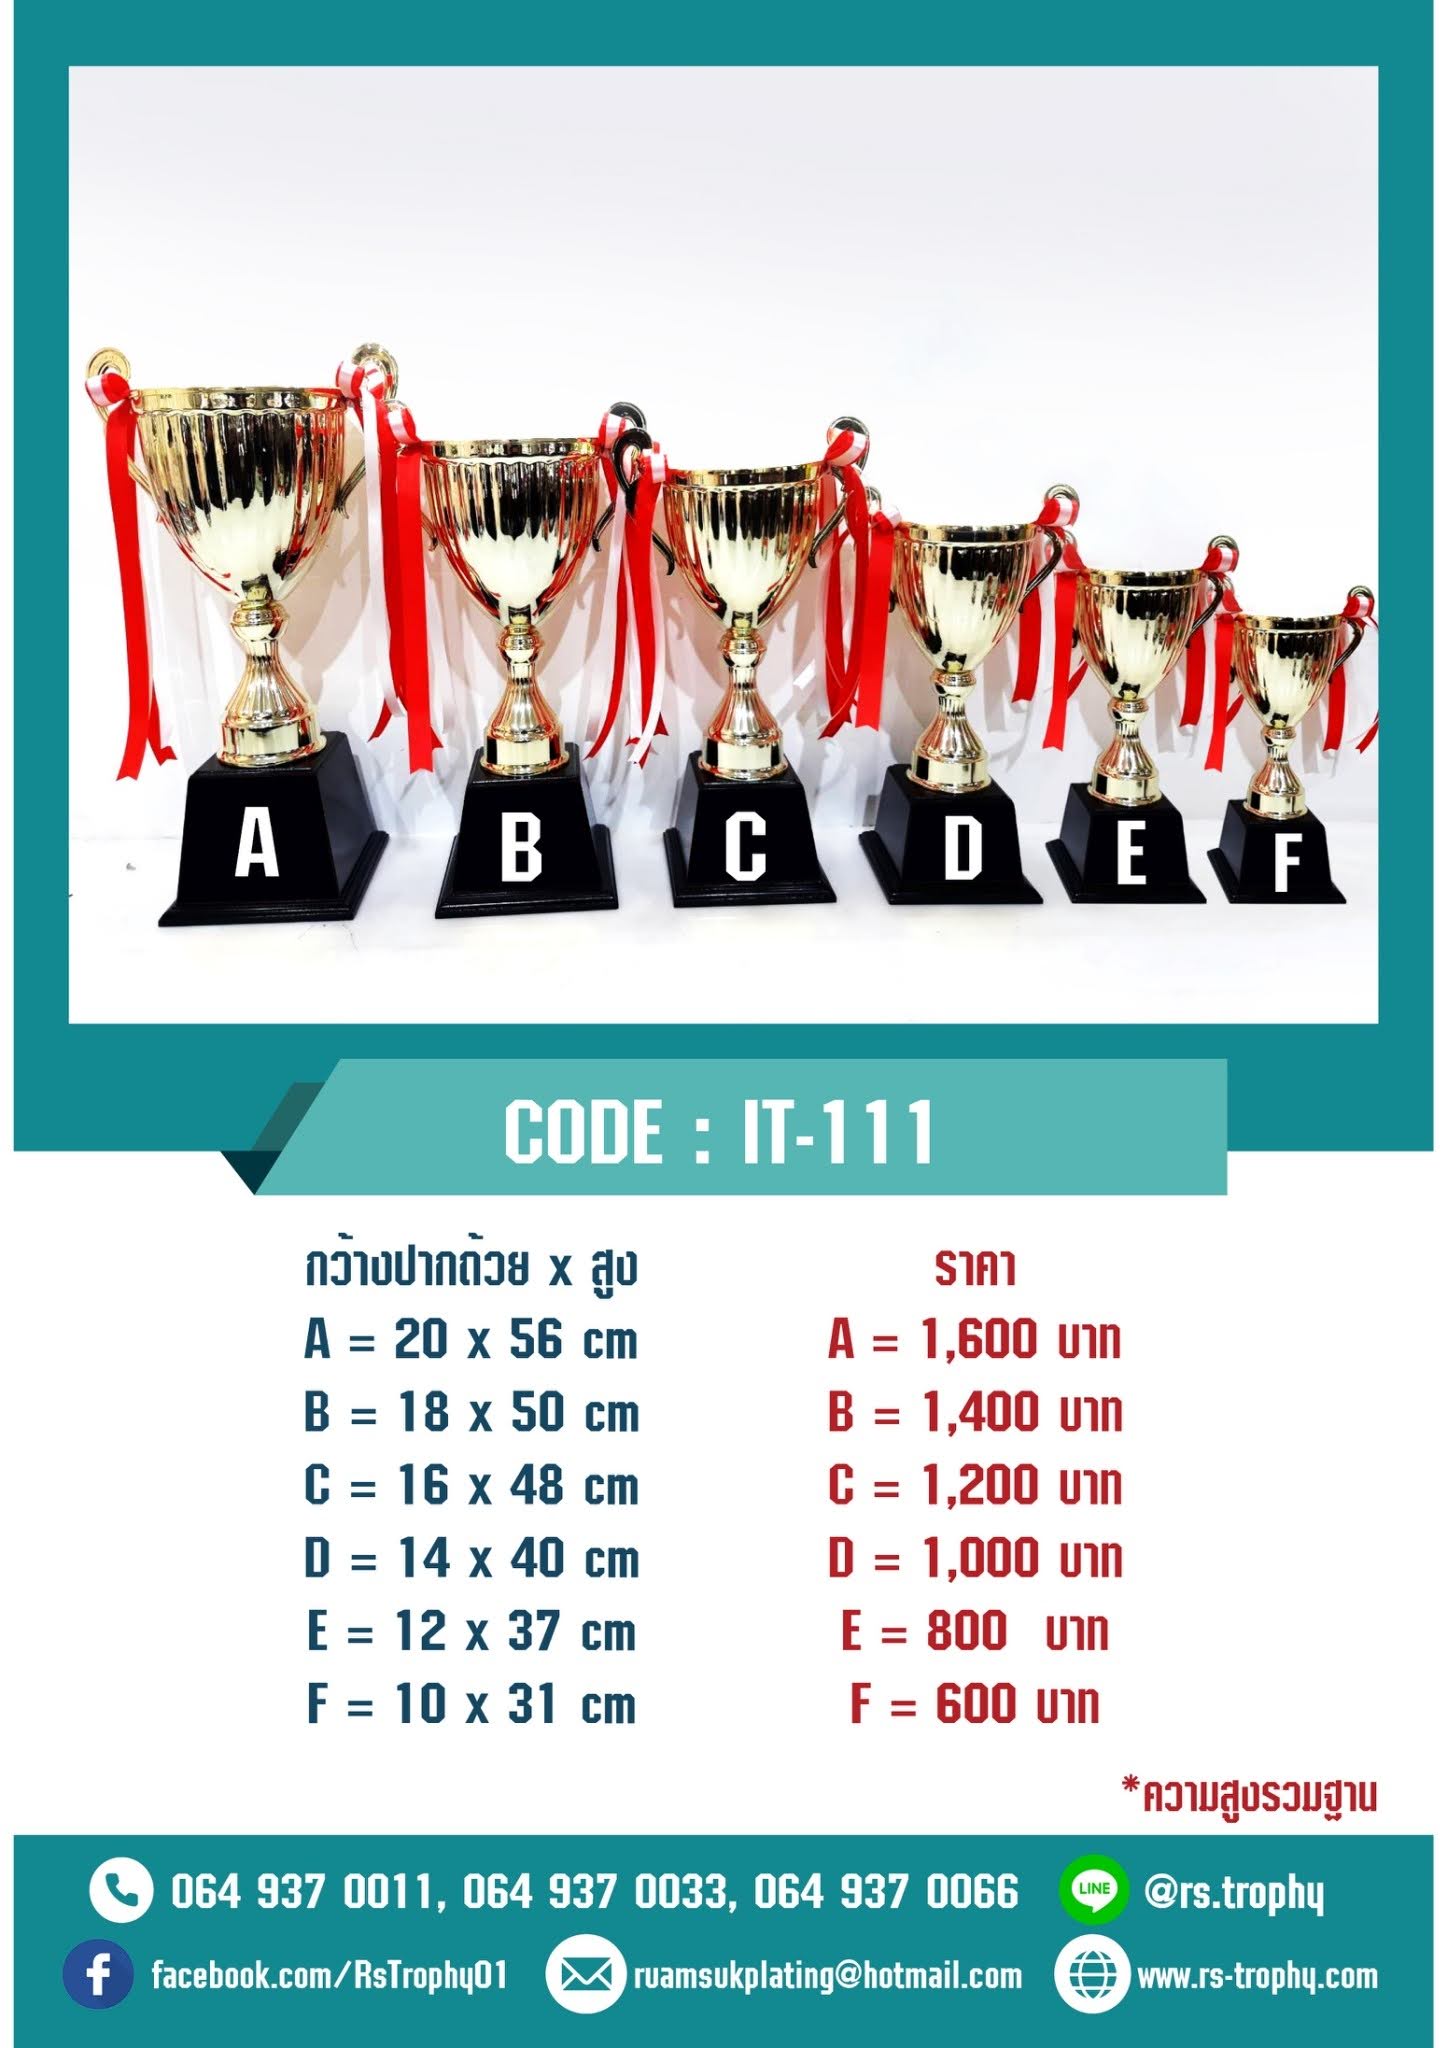 A B C D E F
CODE : IT-111
กว้างปากถ้วย x สูง ราคา
A = 20 x 56 cm A = 1,600 บาท
B = 18 x 50 cm B = 1,400 บาท
C = 16 x 48 cm C = 1,200 บาท
D = 14 x 40 cm D = 1,000 บาท
E = 12 x 37 cm E = 800 บาท
F = 10 x 31 cm F = 600 บาท
*ความสูงรวมฐาน
064 937 0011, 064 937 0033, 064 937 0066 LINE @rs.trophy
f facebook.com/RsTrophy01 ruamsukplating@hotmail.com www.rs-trophy.com